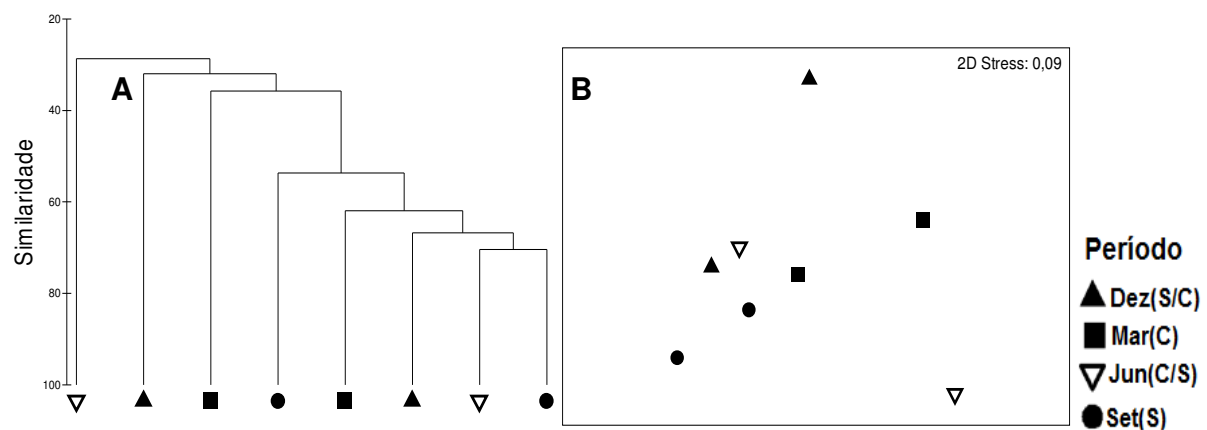 Similaridade
20
40
60
80
100
A
B
2D Stress: 0,09
Período
Dez(S/C)
Mar(C)
Jun(C/S)
Set(S)